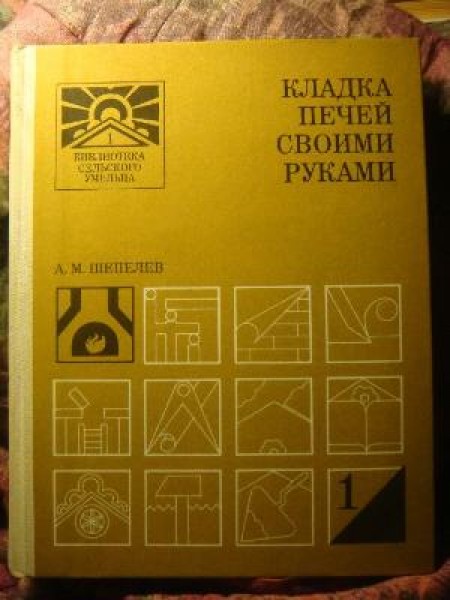 1
БИБЛИОТЕКА
СЕЛЬСКОГО
УМЕЛЬЦА
КЛАДКА
ПЕЧЕЙ
СВОИМИ
РУКАМИ
А. М. ШЕПЕЛЕВ
1